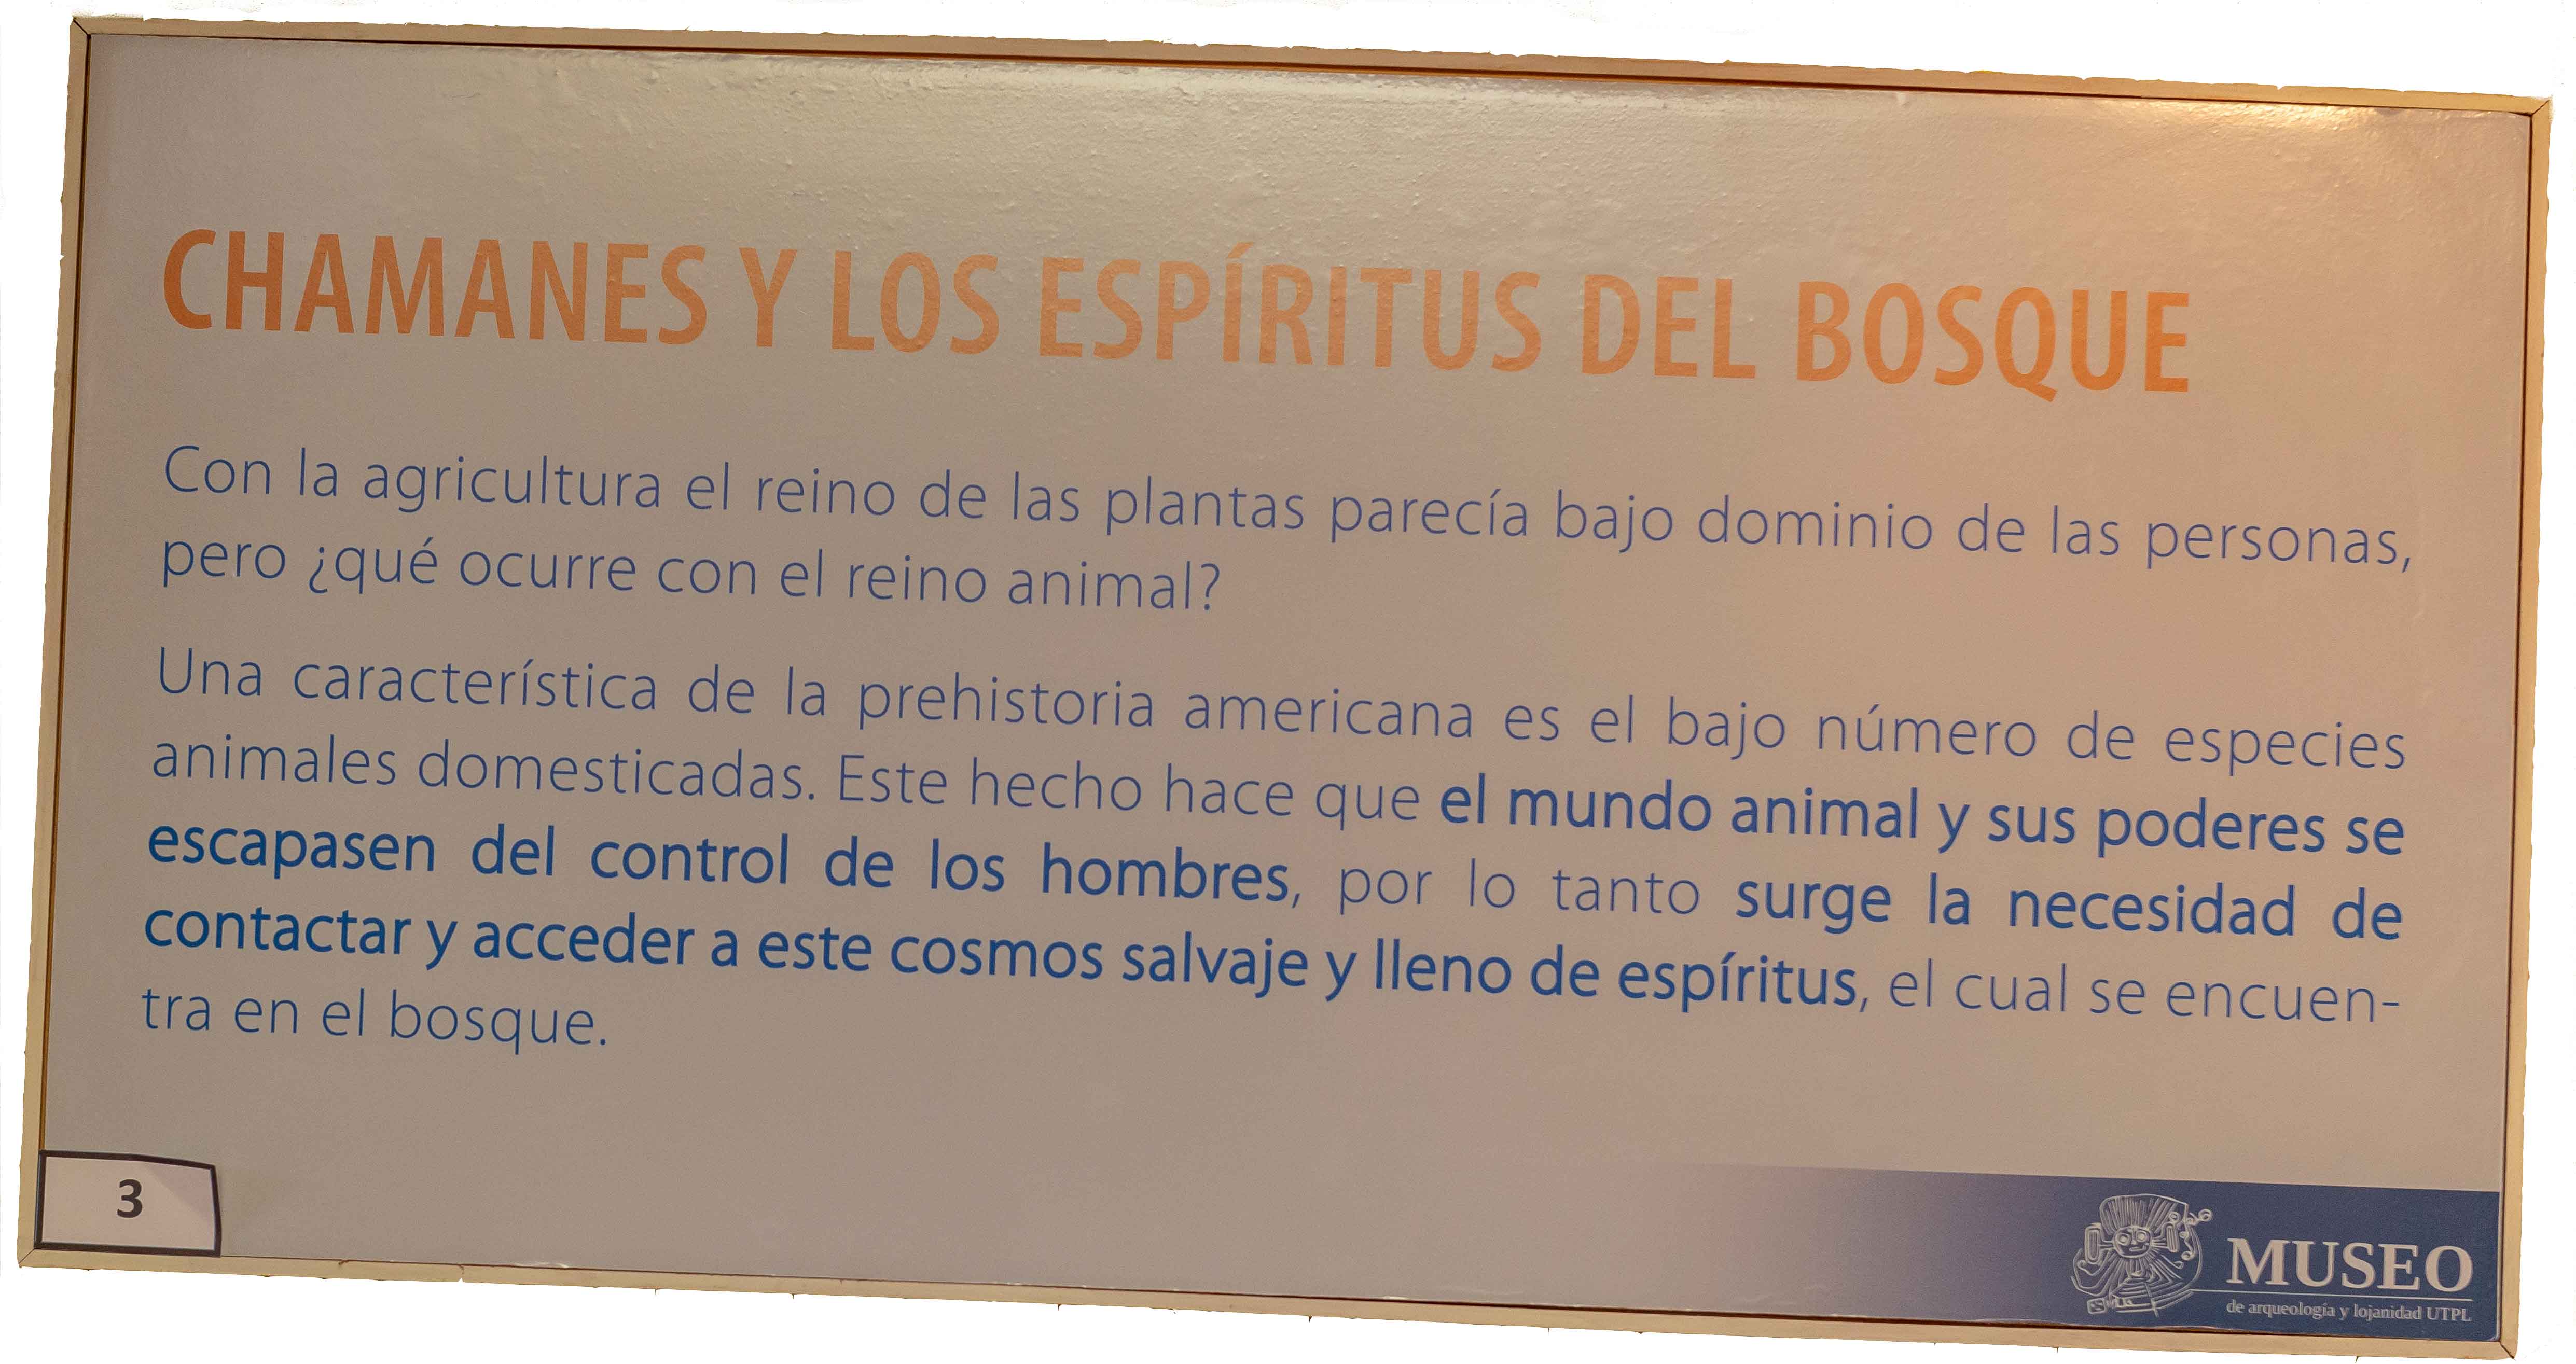 CHAMANES Y LOS ESPÍRITUS DEL BOSQUE
Con la agricultura el reino de las plantas parecía bajo dominio de las personas,
pero ¿qué ocurre con el reino animal?
Una característica de la prehistoria americana es el bajo número de especies
animales domesticadas. Este hecho hace que el mundo animal y sus poderes se
escapasen del control de los hombres, por lo tanto surge la necesidad de
contactar y acceder a este cosmos salvaje y lleno de espíritus, el cual se encuen-
tra en el bosque.
3
MUSEO
de arqueología y lojanidad UTPL